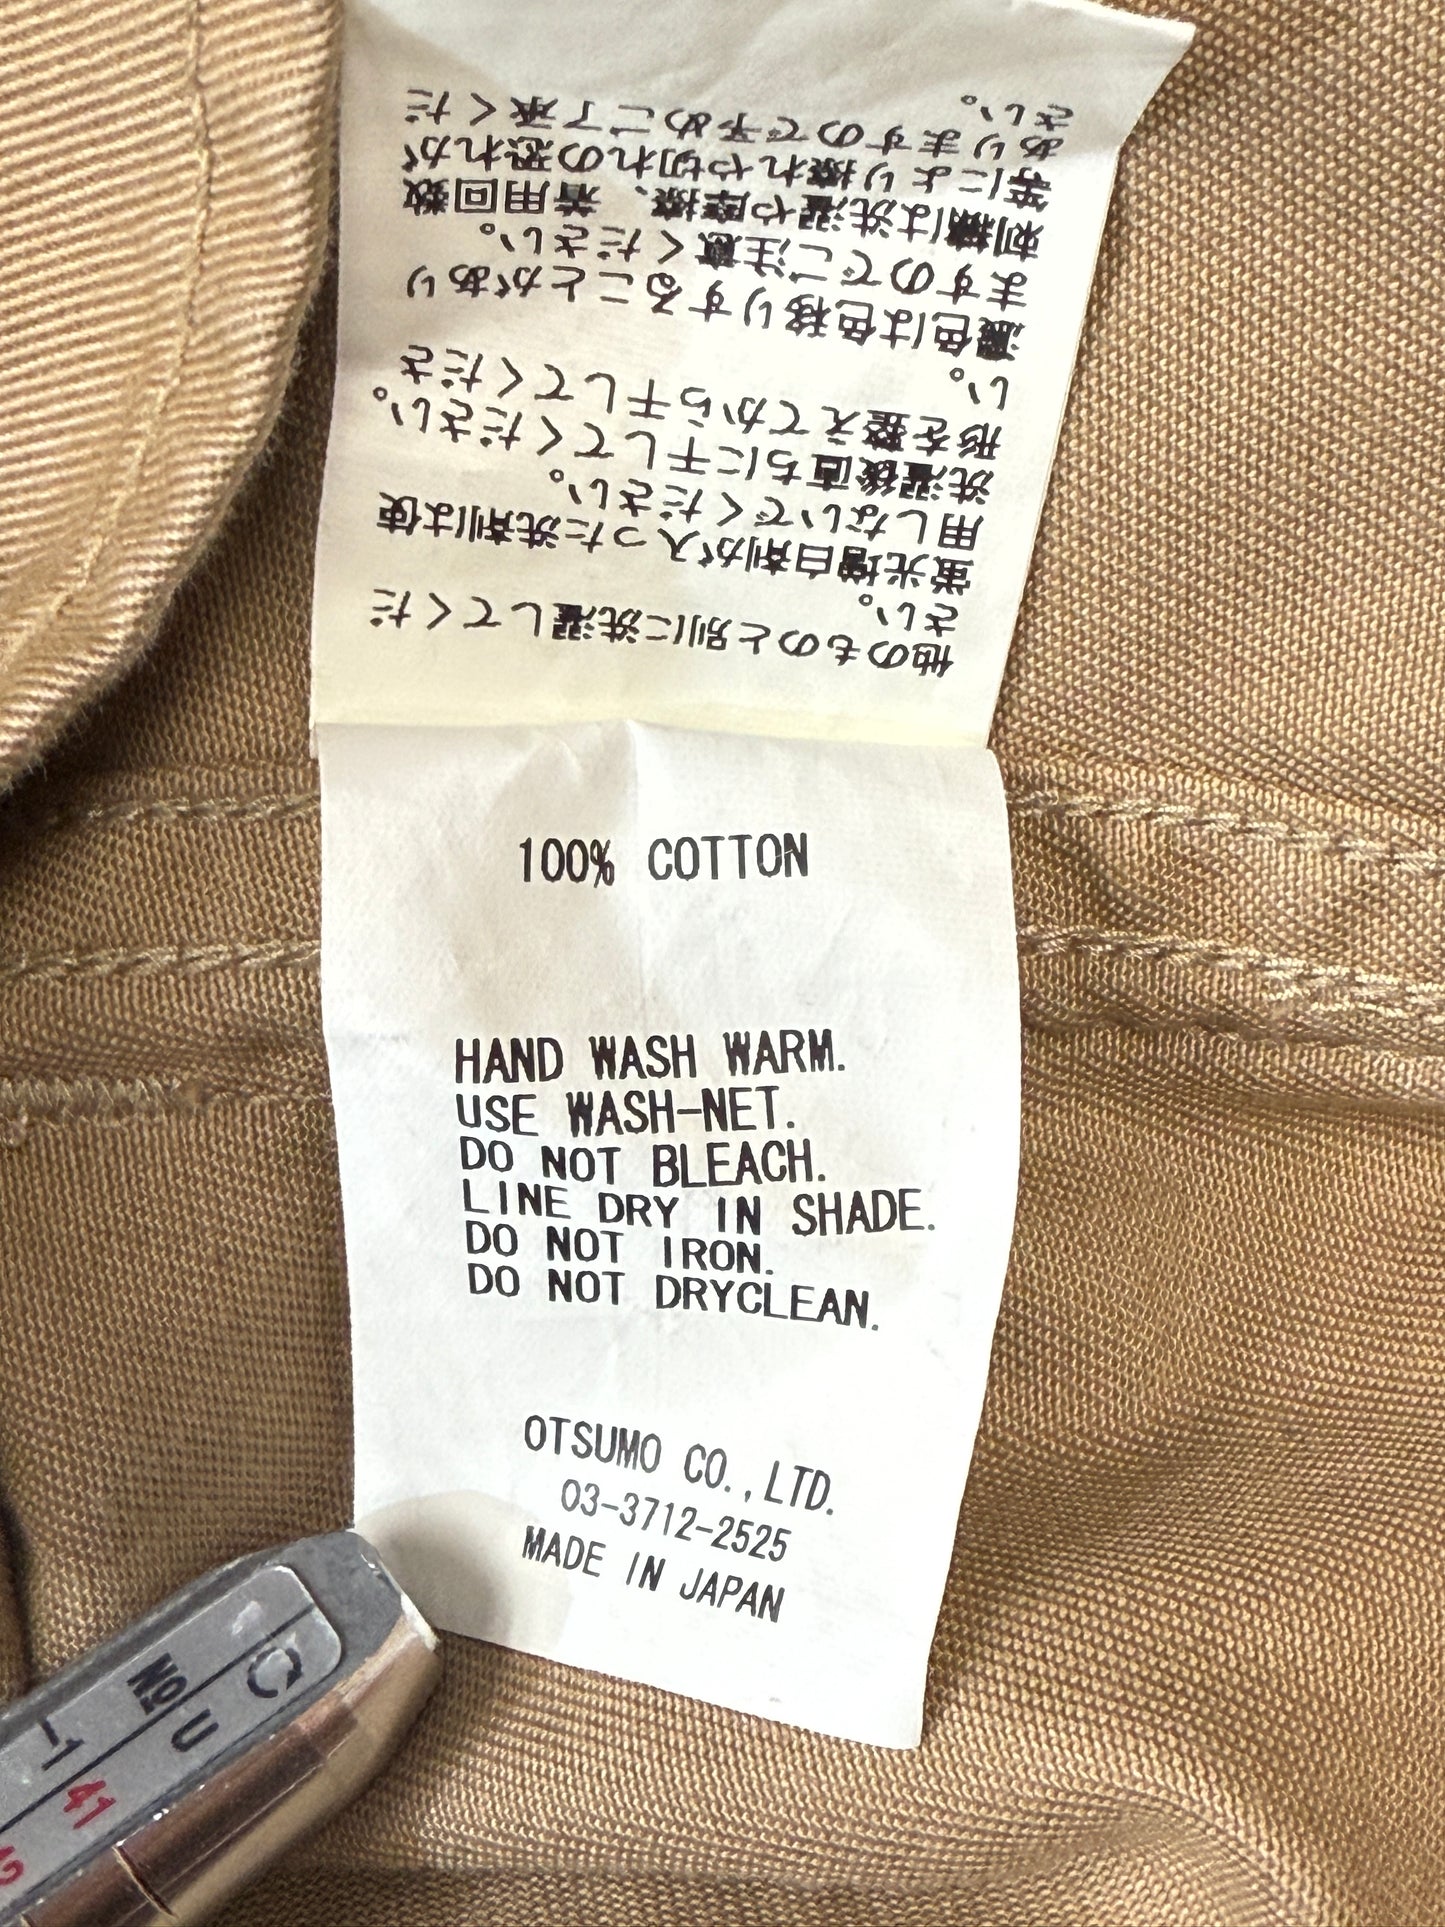 他のものと別に洗濯してくだ
さい。
蛍光増白剤が入った洗剤は使
用しないでください。
洗濯後直ちに干してください。
形を整えてから干してくださ
い。
濃色は色移りすることがあり
ますのでご注意ください。
刺繍は洗濯や摩擦、着用回数
等により擦れや切れの恐れが
ありますので予めご了承くだ
さい。
100% COTTON
HAND WASH WARM.
USE WASH-NET.
DO NOT BLEACH.
LINE DRY IN SHADE.
DO NOT IRON.
DO NOT DRYCLEAN.
OTSUMO CO.,LTD.
03-3712-2525
MADE IN JAPAN
41